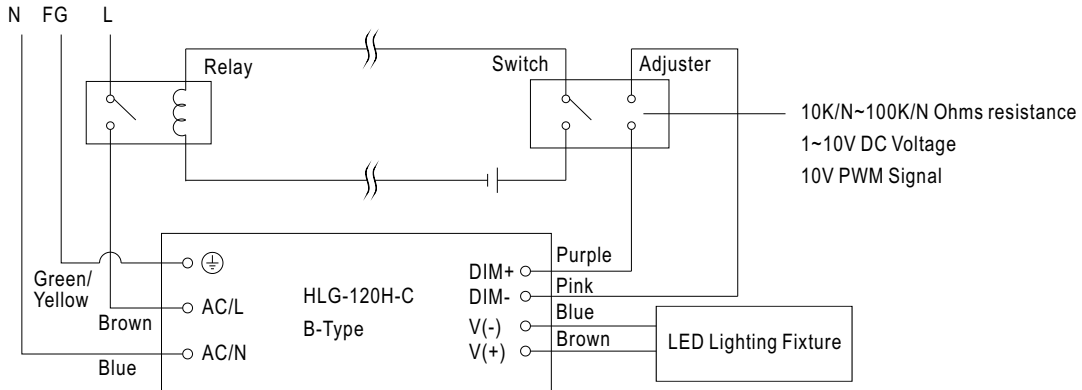 N FG L
Relay
Switch
Adjuster
10K/N~100K/N Ohms resistance
1~10V DC Voltage
10V PWM Signal
Green/
Yellow
Brown
Blue
AC/L
AC/N
HLG-120H-C
B-Type
DIM+
DIM-
V(-)
V(+)
Purple
Pink
Blue
Brown
LED Lighting Fixture